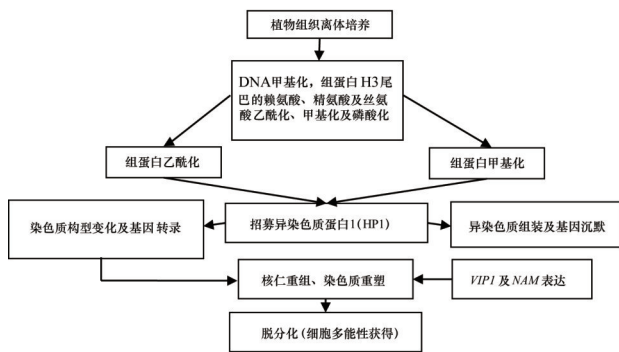 植物组织离体培养
DNA甲基化，组蛋白H3尾
巴的赖氨酸、精氨酸及丝氨
酸乙酰化、甲基化及磷酸化
组蛋白乙酰化
组蛋白甲基化
染色质构型变化及基因转录
招募异染色质蛋白1(HP1)
异染色质组装及基因沉默
核仁重组、染色质重塑
VIP1及NAM表达
脱分化(细胞多能性获得)